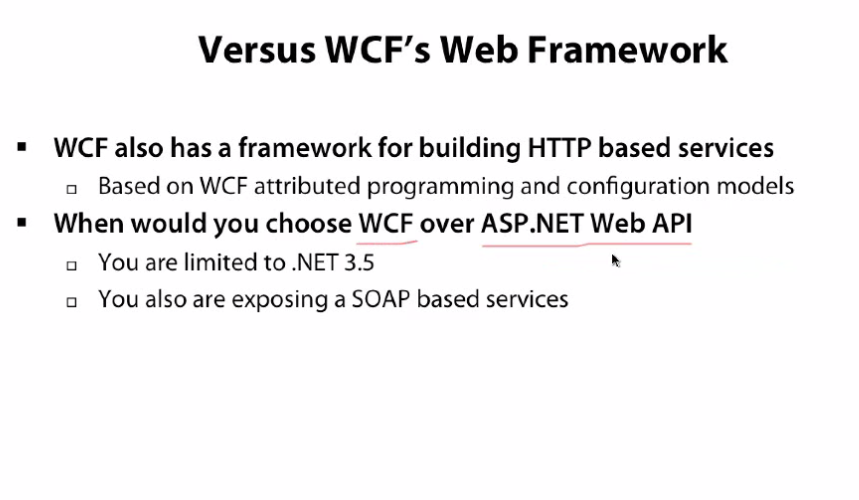 Versus WCF's Web Framework
WCF also has a framework for building HTTP based services
Based on WCF attributed programming and configuration models
When would you choose WCF over ASP.NET Web API
You are limited to .NET 3.5
You also are exposing a SOAP based services